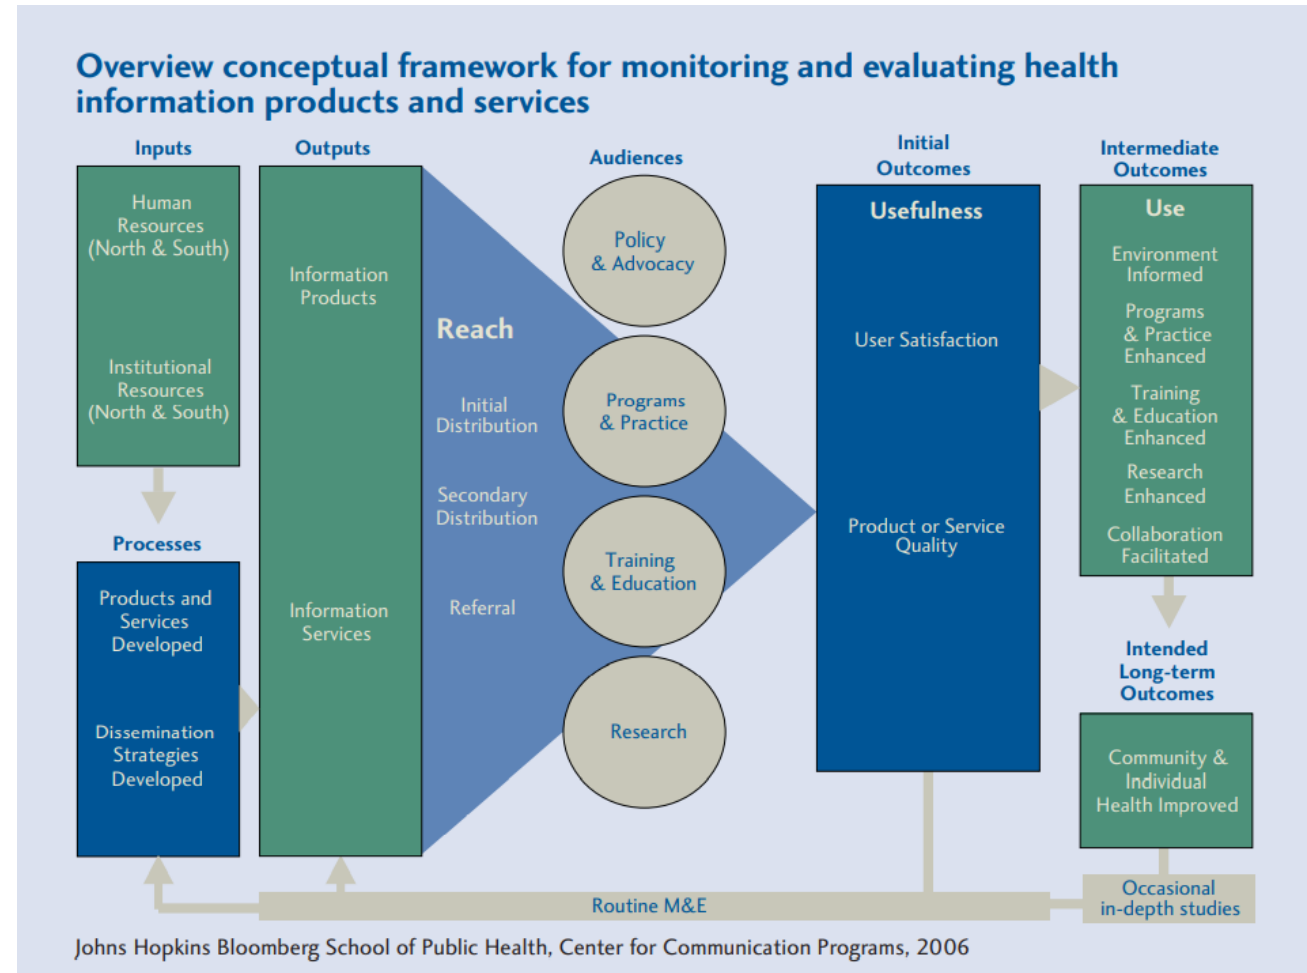 Overview conceptual framework for monitoring and evaluating health
information products and services
Inputs
Human
Resources
(North & South)
Institutional
Resources
(North & South)
Processes
Products and
Services
Developed
Dissemination
Strategies
Developed
Outputs
Information
Products
Information
Services
Reach
Initial
Distribution
Secondary
Distribution
Referral
Audiences
Policy
& Advocacy
Programs
& Practice
Training
& Education
Research
Initial
Outcomes
Usefulness
User Satisfaction
Product or Service
Quality
Intermediate
Outcomes
Use
Environment
Informed
Programs
& Practice
Enhanced
Training
& Education
Enhanced
Research
Enhanced
Collaboration
Facilitated
Intended
Long-term
Outcomes
Community &
Individual
Health Improved
Routine M&E
Occasional
in-depth studies
Johns Hopkins Bloomberg School of Public Health, Center for Communication Programs, 2006